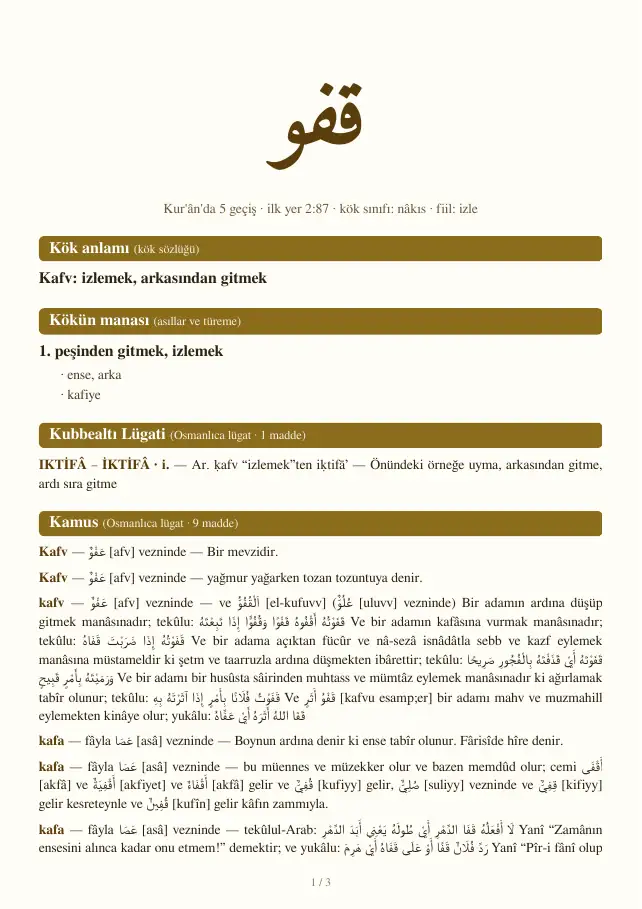 قفو
Kur'ân'da 5 geçiş · ilk yer 2:87 · kök sınıfı: nâkıs · fiil: izle
Kök anlamı (kök sözlüğü)
Kafv: izlemek, arkasından gitmek
Kökün manası (asıllar ve türeme)
1. peşinden gitmek, izlemek
· ense, arka
· kafiye
Kubbealtı Lügati (Osmanlıca lügat · 1 madde)
IKTİFÂ – İKTİFÂ · i. — Ar. ḳafv “izlemek”ten iḳtifā’ — Önündeki örneğe uyma, arkasından gitme,
ardı sıra gitme
Kamus (Osmanlıca lügat · 9 madde)
Kafv — عَفْوٌ [afv] vezninde — Bir mevzidir.
Kafv — عَفْوٌ [afv] vezninde — yağmur yağarken tozan tozuntuya denir.
kafv — عَفْوٌ [afv] vezninde — ve اَلْقُفُوُّ [el-kufuvv] (عُلُوٌّ [uluvv] vezninde) Bir adamın ardına düşüp
gitmek manâsınadır; tekûlu: قَفَوْتُهُ أَقْفُوهُ قَفْوًا وَقُفُوًّا إِذَا تَبِعْتَهُ Ve bir adamın kafâsına vurmak manâsınadır;
tekûlu: قَفَوْتُهُ إِذَا ضَرَبْتَ قَفَاهُ Ve bir adama açıktan fücûr ve nâ-sezâ isnâdâtla sebb ve kazf eylemek
manâsına müstameldir ki şetm ve taarruzla ardına düşmekten ibârettir; tekûlu: قَفَوْتُهُ أَيْ قَذَفْتَهُ بِالْفُجُورِ صَرِيحًا
وَرَمَيْتَهُ بِأَمْرٍ قَبِيحٍ Ve bir adamı bir husûsta sâirinden muhtass ve mümtâz eylemek manâsınadır ki ağırlamak
tabîr olunur; tekûlu: قَفَوْتُ فُلَانًا بِأَمْرٍ إِذَا آثَرْتَهُ بِهِ Ve قَفْوُ أَثَرٍ [kafvu esamp;er] bir adamı mahv ve muzmahill
eylemekten kinâye olur; yukâlu: قَفَا اللهُ أَثَرَهُ أَيْ عَفَاهُ
kafa — fâyla عَصَا [asâ] vezninde — Boynun ardına denir ki ense tabîr olunur. Fârisîde hîre denir.
kafa — fâyla عَصَا [asâ] vezninde — bu müennes ve müzekker olur ve bazen memdûd olur; cemi أَقْفَى
[akfâ] ve أَقْفِيَةٌ [akfiyet] ve أَقْفَاءٌ [akfâ] gelir ve قُفِيٌّ [kufiyy] gelir, صُلِيٌّ [suliyy] vezninde ve قِفِيٌّ [kifiyy]
gelir kesreteynle ve قُفِينٌ [kufîn] gelir kâfın zammıyla.
kafa — fâyla عَصَا [asâ] vezninde — tekûlul-Arab: لَا أَفْعَلُهُ قَفَا الدَّهْرِ أَيْ طُولَهُ يَعْنِي أَبَدَ الدَّهْرِ Yanî “Zamânın
ensesini alınca kadar onu etmem!” demektir; ve yukâlu: رَدَّ فُلَانٌ قَفًا أَوْ عَلَى قَفَاهُ أَيْ هَرِمَ Yanî “Pîr-i fânî olup
1 / 3